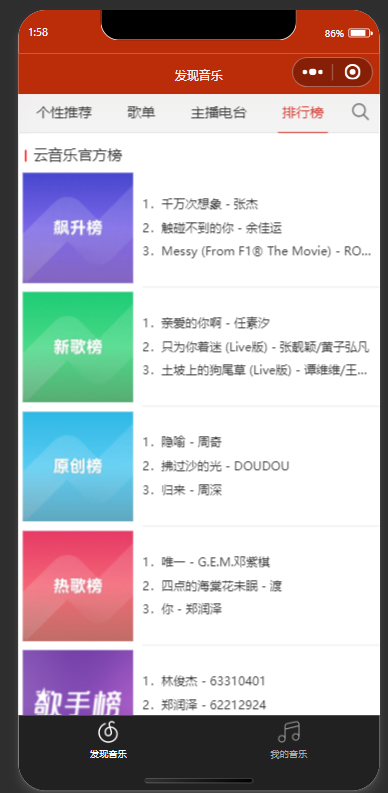 1:58
86%
发现音乐
个性推荐 歌单 主播电台 排行榜
云音乐官方榜
飙升榜
1. 千万次想象 - 张杰
2. 触碰不到的你 - 余佳运
3. Messy (From F1® The Movie) - RO...
新歌榜
1. 亲爱的你啊 - 任素汐
2. 只为你着迷 (Live版) - 张靓颖/黄子弘凡
3. 土坡上的狗尾草 (Live版) - 谭维维/王...
原创榜
1. 隐喻 - 周奇
2. 拂过沙的光 - DOUDOU
3. 归来 - 周深
热歌榜
1. 唯一 - G.E.M.邓紫棋
2. 四点的海棠花未眠 - 渡
3. 你 - 郑润泽
歌手榜
1. 林俊杰 - 63310401
2. 郑润泽 - 62212924
发现音乐 我的音乐